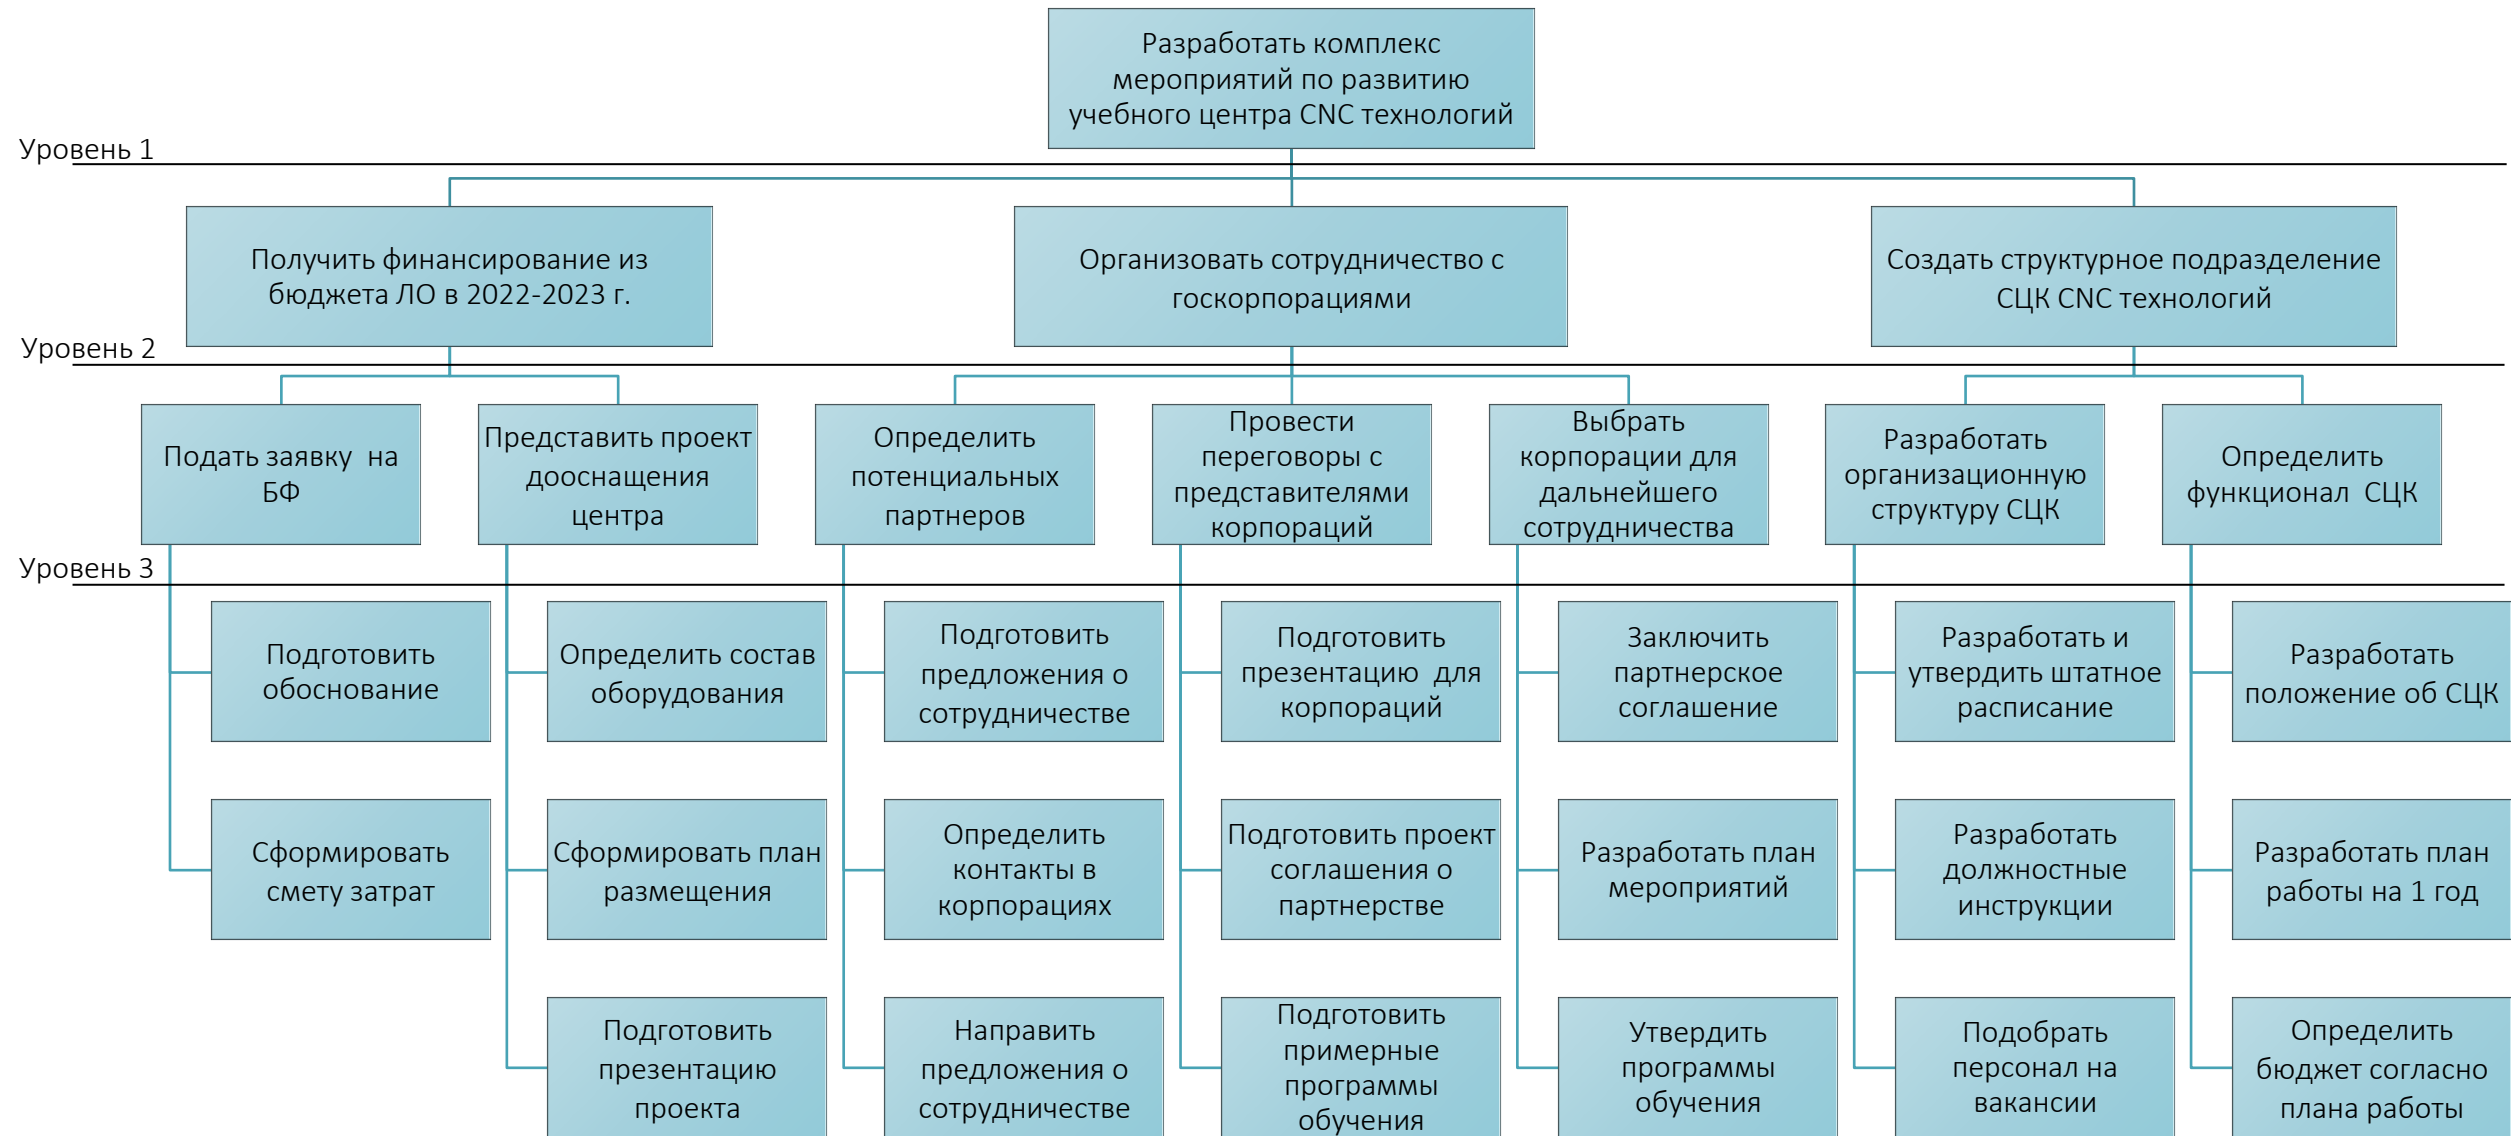 Разработать комплекс
мероприятий по развитию
учебного центра CNC технологий
Уровень 1
Получить финансирование из
бюджета ЛО в 2022-2023 г.
Организовать сотрудничество с
госкорпорациями
Создать структурное подразделение
СЦК CNC технологий
Уровень 2
Подать заявку  на
БФ
Представить проект
дооснащения
центра
Определить
потенциальных
партнеров
Провести
переговоры с
представителями
корпораций
Выбрать
корпорации для
дальнейшего
сотрудничества
Разработать
организационную
структуру СЦК
Определить
функционал  СЦК
Уровень 3
Подготовить
обоснование
Определить состав
оборудования
Подготовить
предложения о
сотрудничестве
Подготовить
презентацию  для
корпораций
Заключить
партнерское
соглашение
Разработать и
утвердить штатное
расписание
Разработать
положение об СЦК
Сформировать
смету затрат
Сформировать план
размещения
Определить
контакты в
корпорациях
Подготовить проект
соглашения о
партнерстве
Разработать план
мероприятий
Разработать
должностные
инструкции
Разработать план
работы на 1 год
Подготовить
презентацию
проекта
Направить
предложения о
сотрудничестве
Подготовить
примерные
программы
обучения
Утвердить
программы
обучения
Подобрать
персонал на
вакансии
Определить
бюджет согласно
плана работы